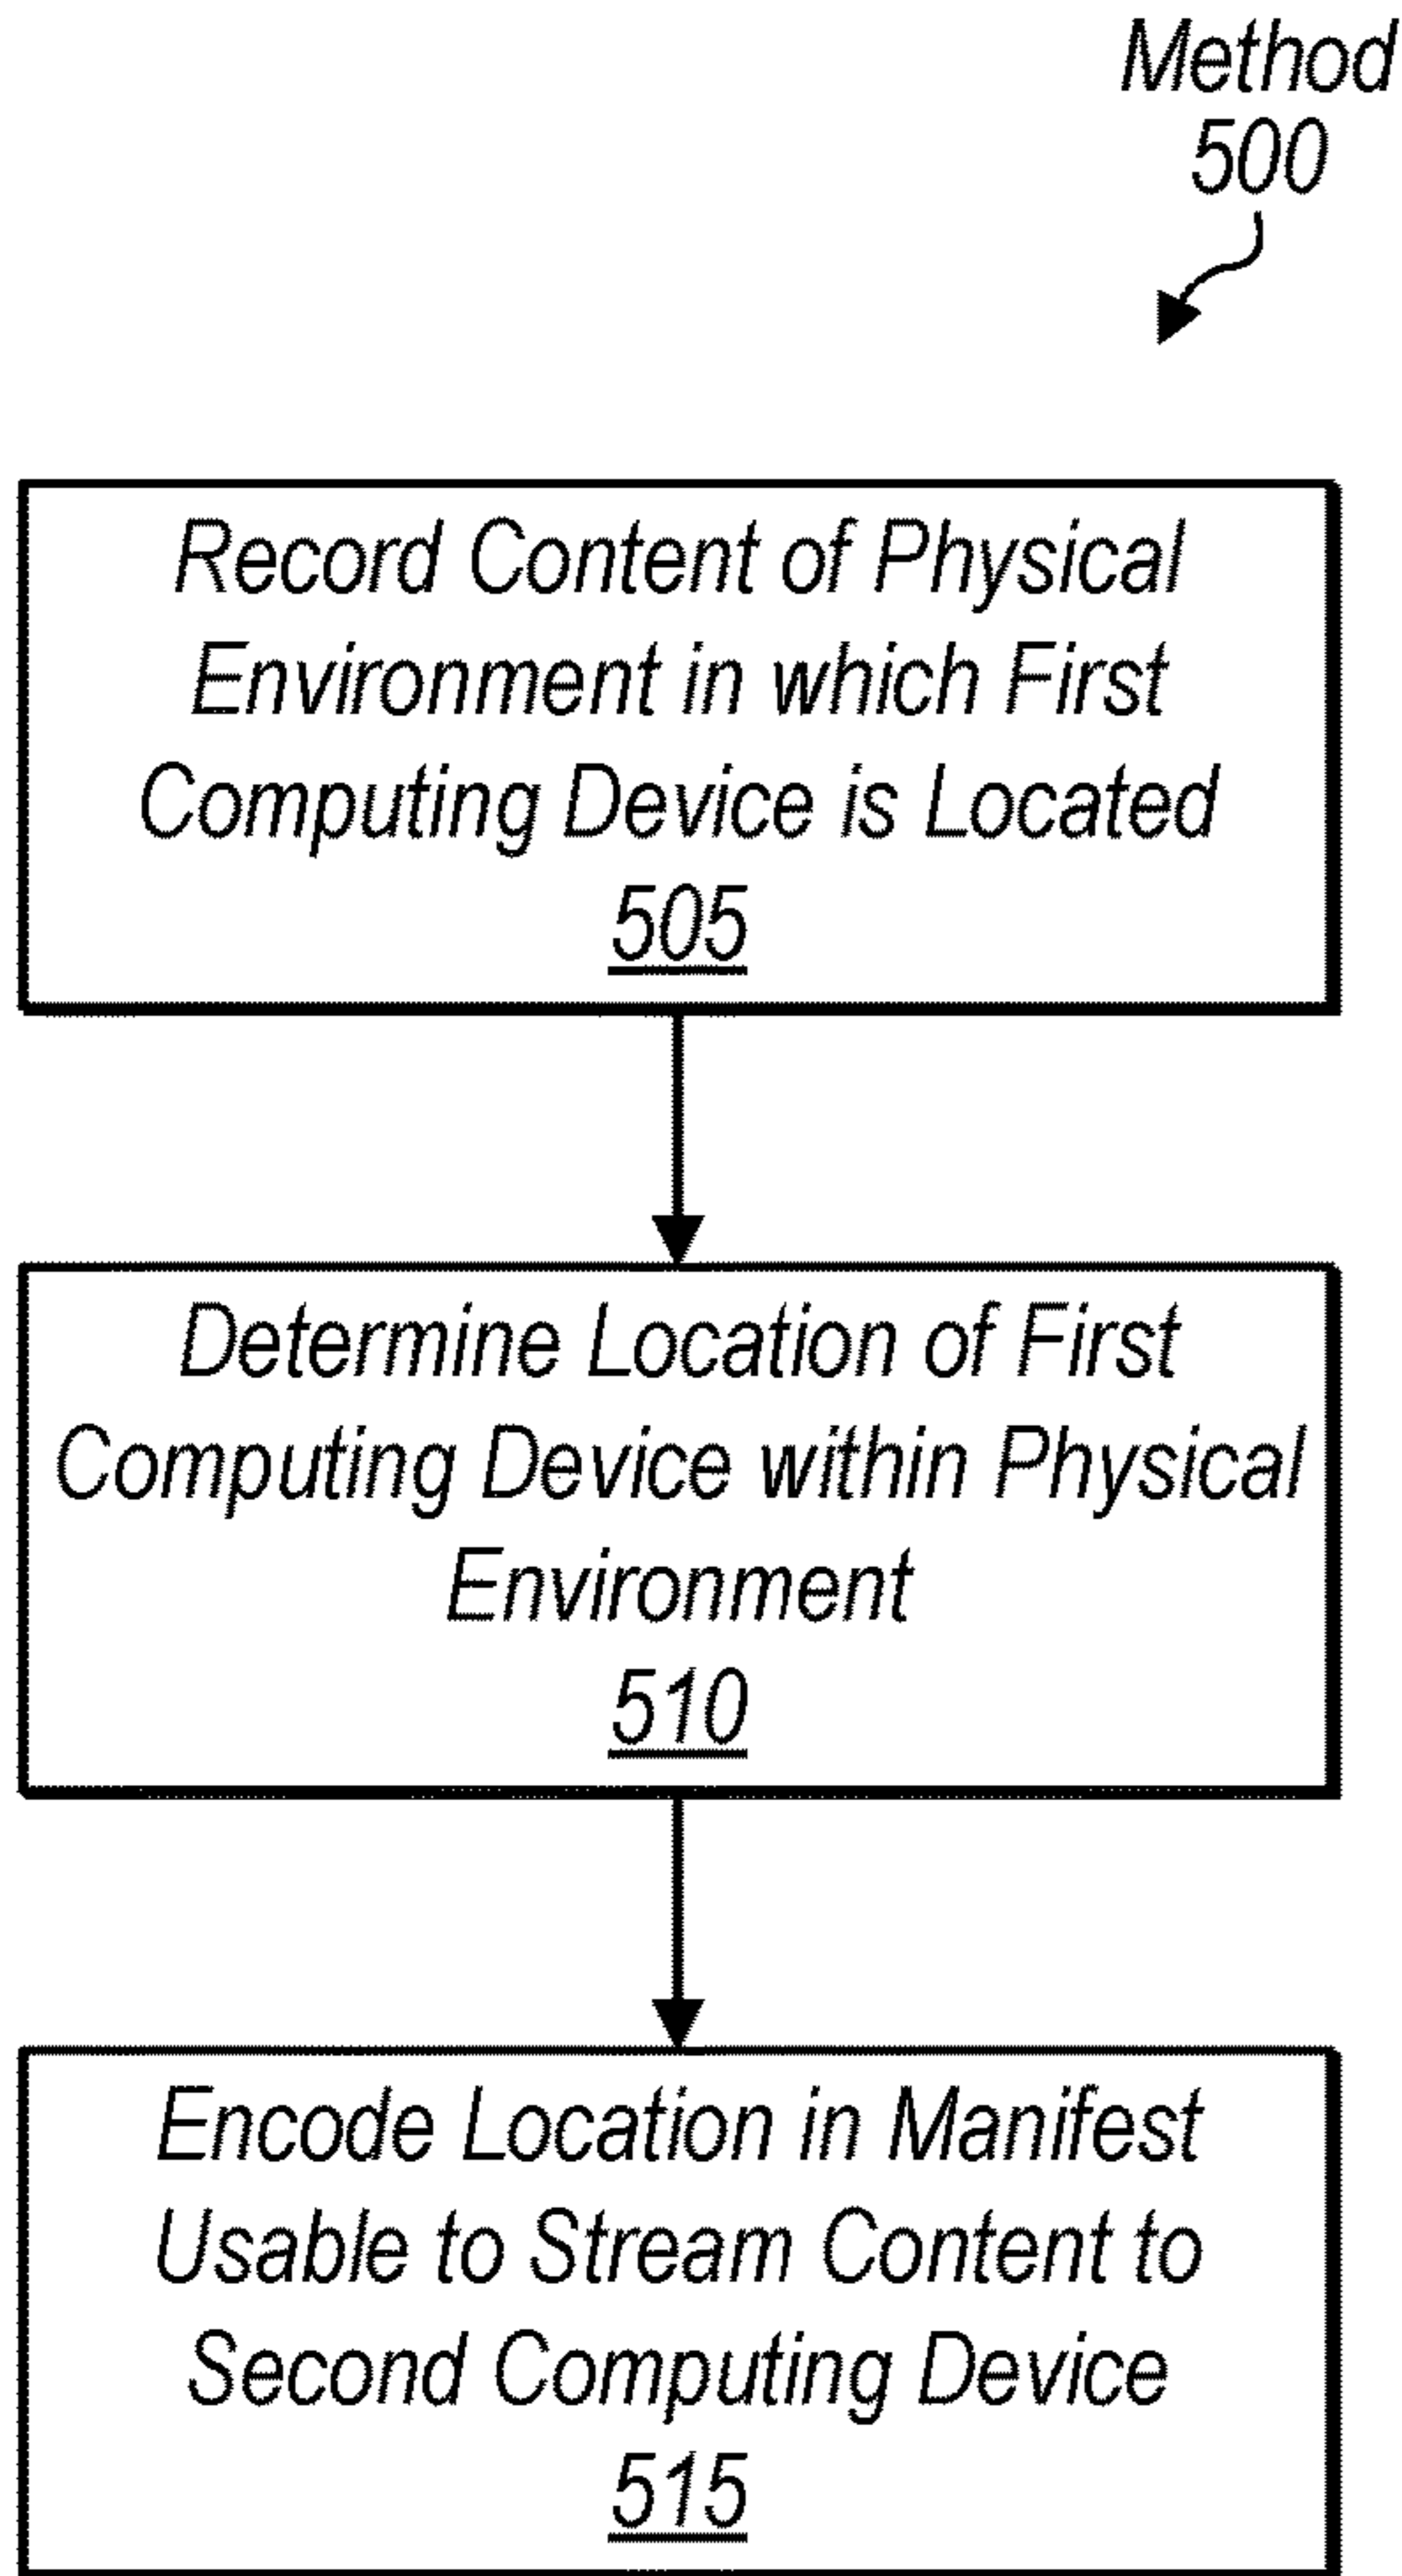 Method
500
Record Content of Physical
Environment in which First
Computing Device is Located
505
Determine Location of First
Computing Device within Physical
Environment
510
Encode Location in Manifest
Usable to Stream Content to
Second Computing Device
515